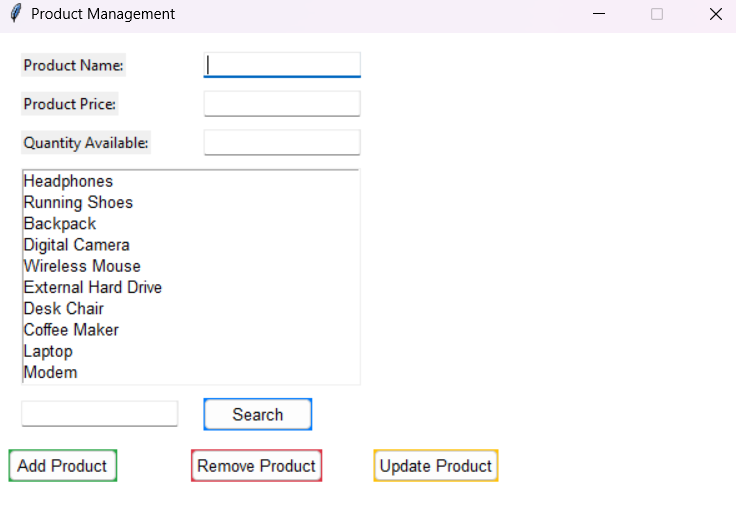 Product Management
Product Name:
Product Price:
Quantity Available:
Headphones
Running Shoes
Backpack
Digital Camera
Wireless Mouse
External Hard Drive
Desk Chair
Coffee Maker
Laptop
Modem
Search
Add Product Remove Product Update Product